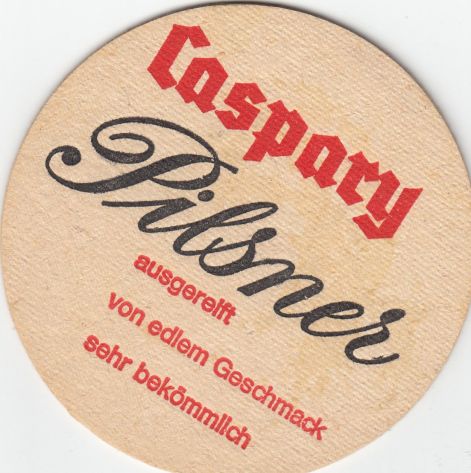 Caspary
Pilsner
ausgereift
von edlem Geschmack
sehr bekömmlich